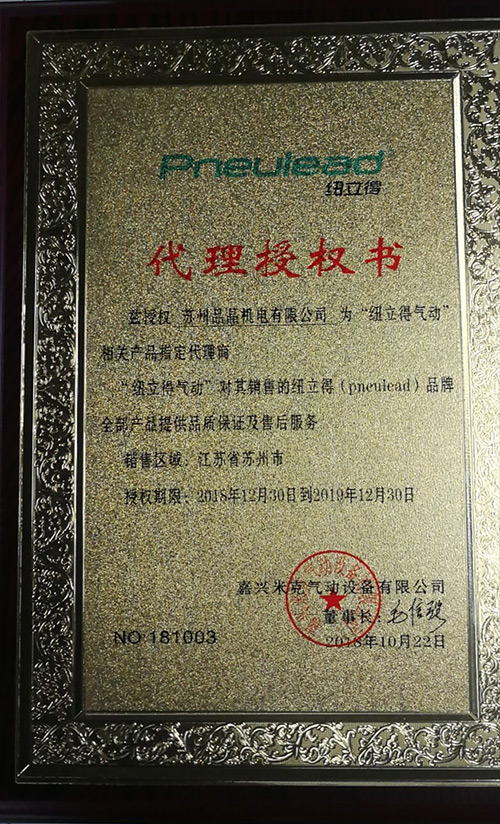 Pneulead®
纽立得
代理授权书
兹授权 苏州品晶机电有限公司 为“纽立得气动”
相关产品指定代理商
“纽立得气动”对其销售的纽立得（pneulead）品牌
全部产品提供品质保证及售后服务
销售区域：江苏省苏州市
授权期限：2018年12月30日到2019年12月30日
嘉兴米克气动设备有限公司
董事长：
NO:181003
2018年10月22日